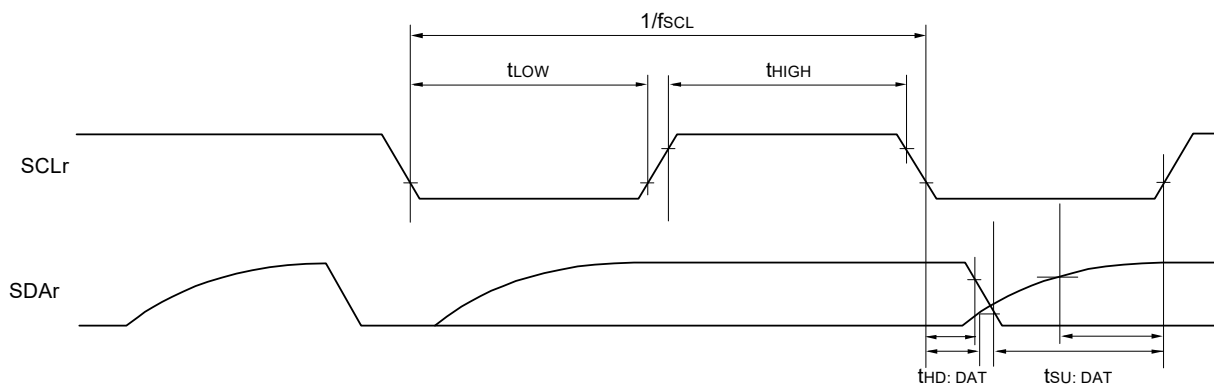 1/fSCL
tLOW
tHIGH
SCLr
SDAr
tHD: DAT
tSU: DAT